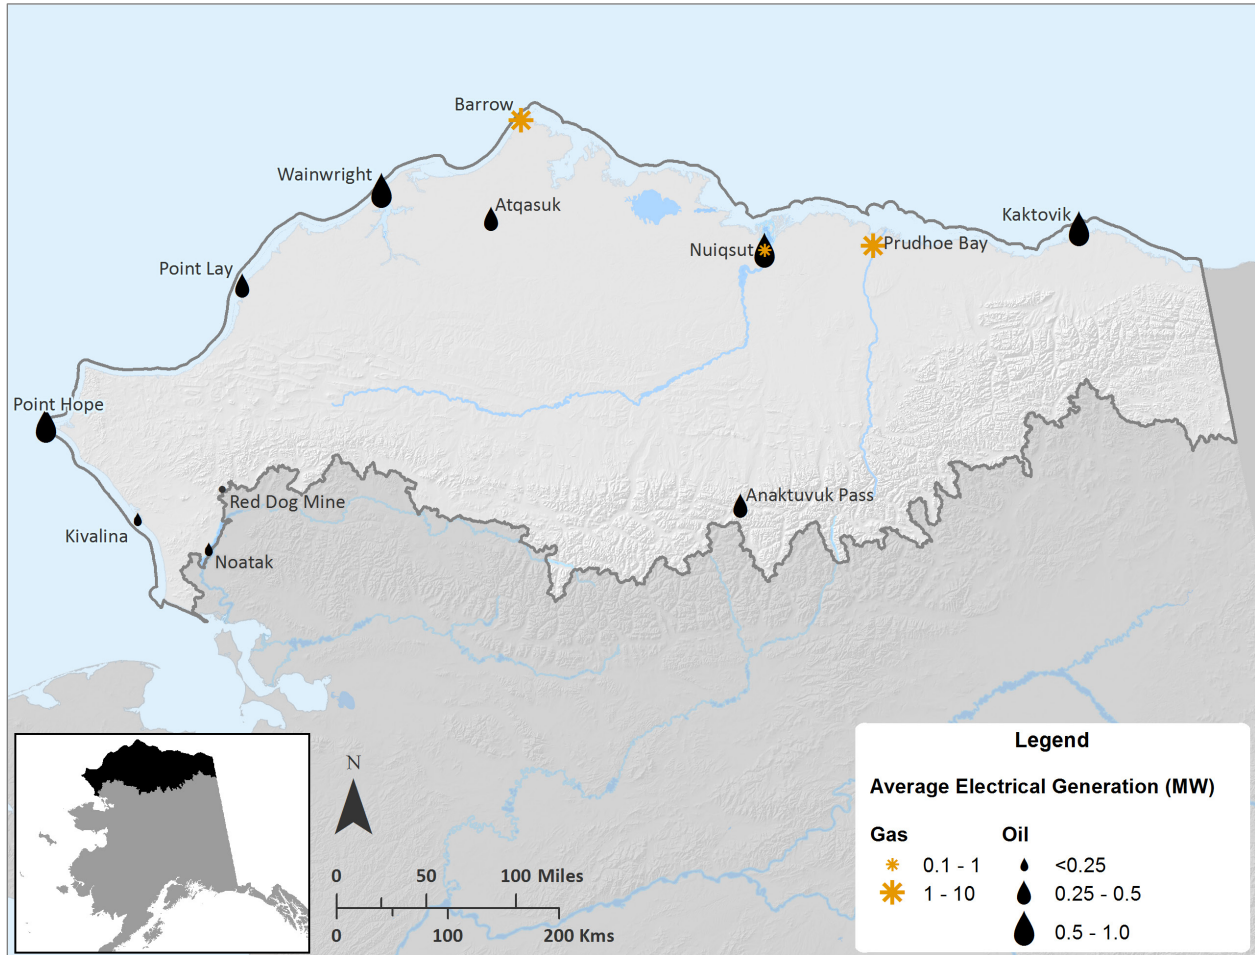 Barrow
Wainwright
Atqasuk
Kaktovik
Nuiqsut
Prudhoe Bay
Point Lay
Point Hope
Red Dog Mine
Anaktuvuk Pass
Kivalina
Noatak
N
0 50 100 Miles
0 100 200 Kms
Legend
Average Electrical Generation (MW)
Gas Oil
0.1 - 1 <0.25
1 - 10 0.25 - 0.5
0.5 - 1.0